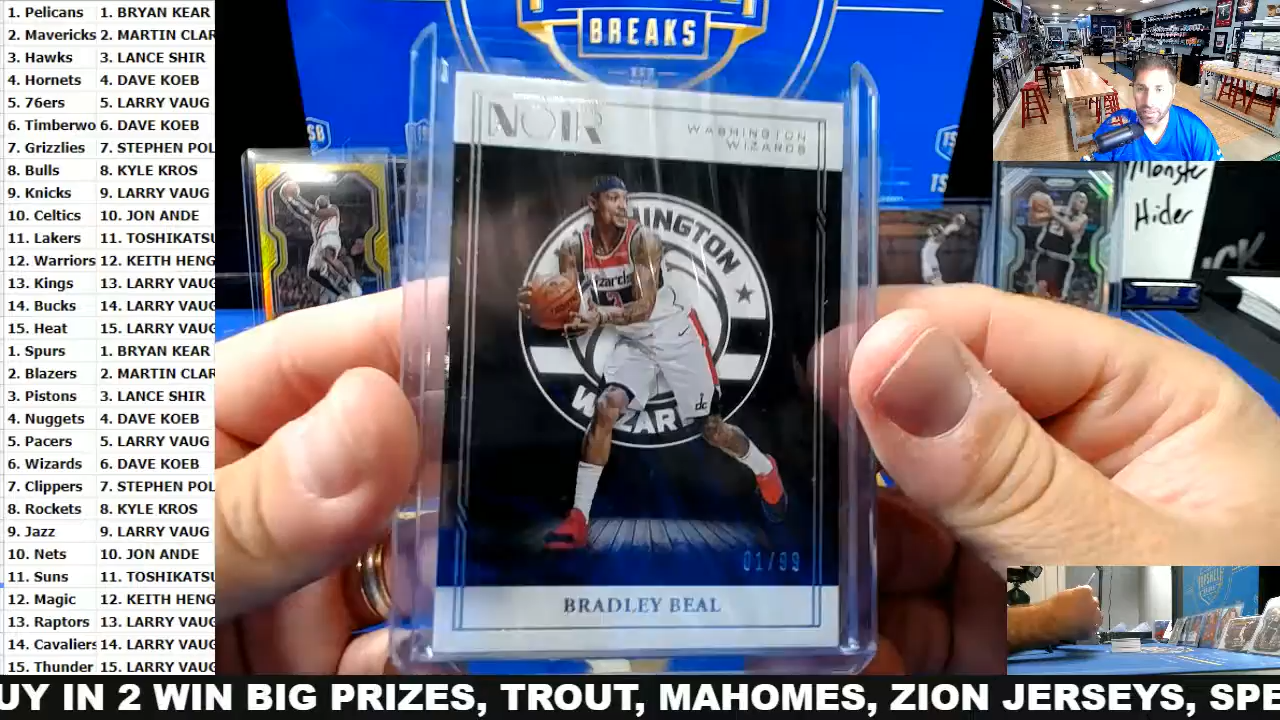 1. Pelicans 1. BRYAN KEAR
2. Mavericks 2. MARTIN CLAR
3. Hawks 3. LANCE SHIR
4. Hornets 4. DAVE KOEB
5. 76ers 5. LARRY VAUG
6. Timberwo 6. DAVE KOEB
7. Grizzlies 7. STEPHEN POL
8. Bulls 8. KYLE KROS
9. Knicks 9. LARRY VAUG
10. Celtics 10. JON ANDE
11. Lakers 11. TOSHIKATSU
12. Warriors 12. KEITH HENG
13. Kings 13. LARRY VAUG
14. Bucks 14. LARRY VAUG
15. Heat 15. LARRY VAUG
1. Spurs 1. BRYAN KEAR
2. Blazers 2. MARTIN CLAR
3. Pistons 3. LANCE SHIR
4. Nuggets 4. DAVE KOEB
5. Pacers 5. LARRY VAUG
6. Wizards 6. DAVE KOEB
7. Clippers 7. STEPHEN POL
8. Rockets 8. KYLE KROS
9. Jazz 9. LARRY VAUG
10. Nets 10. JON ANDE
11. Suns 11. TOSHIKATSU
12. Magic 12. KEITH HENG
13. Raptors 13. LARRY VAUG
14. Cavaliers 14. LARRY VAUG
15. Thunder 15. LARRY VAUG
BREAKS
NOIR
WASHINGTON
WIZARDS
BRADLEY BEAL
01/99
Monster
Hider
UY IN 2 WIN BIG PRIZES, TROUT, MAHOMES, ZION JERSEYS, SPE